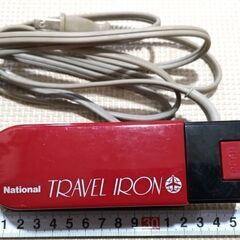 National TRAVEL IRON
1 2 3 4 5 6 7 8 9 30 1 2 3 4 5